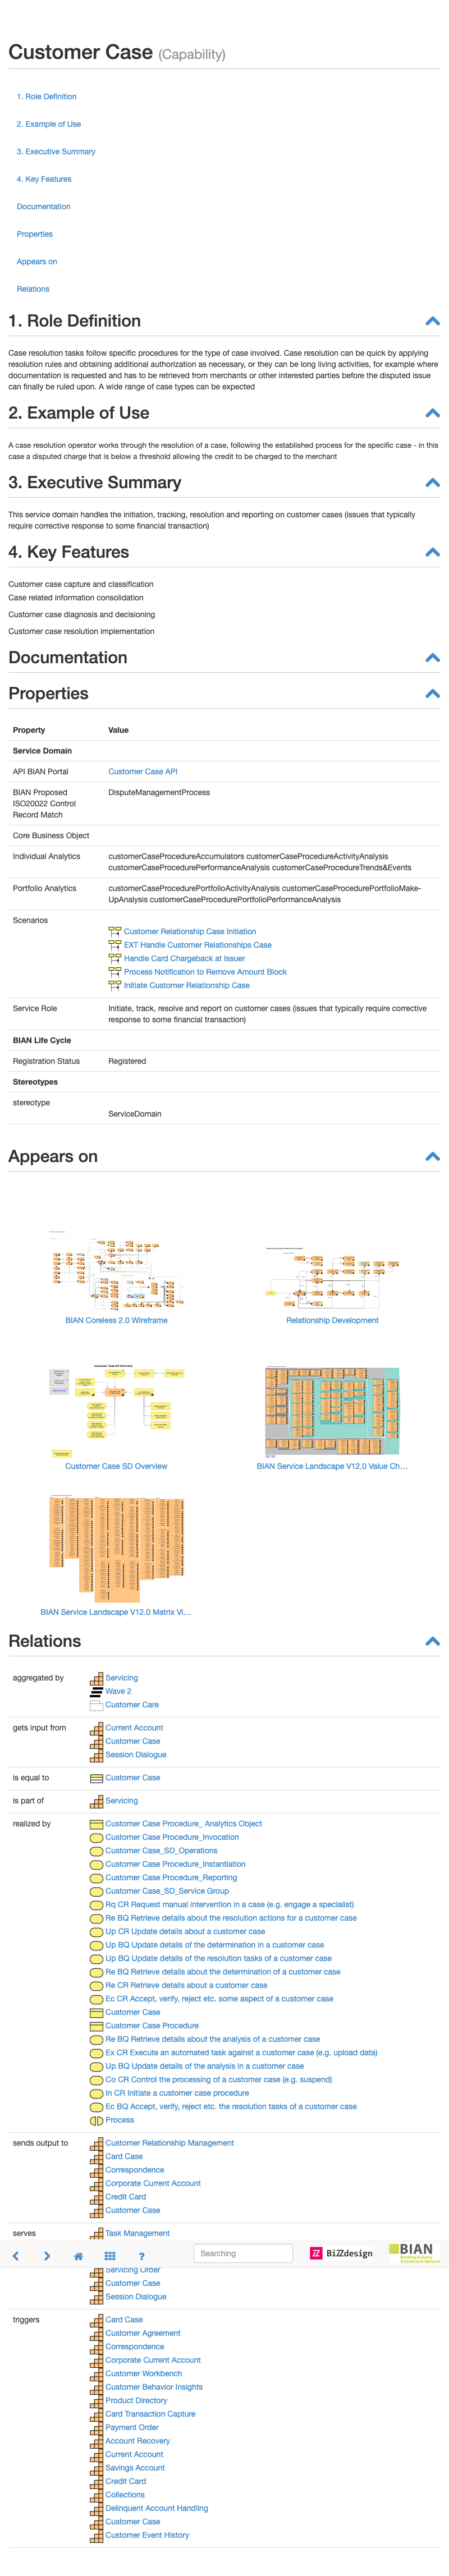 Customer Case (Capability)
1. Role Definition
2. Example of Use
3. Executive Summary
4. Key Features
Documentation
Properties
Appears on
Relations
1. Role Definition
Case resolution tasks follow specific procedures for the type of case involved. Case resolution can be quick by applying
resolution rules and obtaining additional authorization as necessary, or they can be long living activities, for example where
documentation is requested and has to be retrieved from merchants or other interested parties before the disputed issue
can finally be ruled upon. A wide range of case types can be expected
2. Example of Use
A case resolution operator works through the resolution of a case, following the established process for the specific case - in this
case a disputed charge that is below a threshold allowing the credit to be charged to the merchant
3. Executive Summary
This service domain handles the initiation, tracking, resolution and reporting on customer cases (issues that typically
require corrective response to some financial transaction)
4. Key Features
Customer case capture and classification
Case related information consolidation
Customer case diagnosis and decisioning
Customer case resolution implementation
Documentation
Properties
Property Value
Service Domain
API BIAN Portal Customer Case API
BIAN Proposed DisputeManagementProcess
ISO20022 Control
Record Match
Core Business Object
Individual Analytics customerCaseProcedureAccumulators customerCaseProcedureActivityAnalysis
customerCaseProcedurePerformanceAnalysis customerCaseProcedureTrends&Events
Portfolio Analytics customerCaseProcedurePortfolioActivityAnalysis customerCaseProcedurePortfolioMake-
UpAnalysis customerCaseProcedurePortfolioPerformanceAnalysis
Scenarios
Customer Relationship Case Initiation
EXT Handle Customer Relationships Case
Handle Card Chargeback at Issuer
Process Notification to Remove Amount Block
Initiate Customer Relationship Case
Service Role Initiate, track, resolve and report on customer cases (issues that typically require corrective
response to some financial transaction)
BIAN Life Cycle
Registration Status Registered
Stereotypes
stereotype
ServiceDomain
Appears on
BIAN Coreless 2.0 Wireframe
Relationship Development
Customer Case SD Overview
Customer Case SD Overview
BIAN Service Landscape V12.0 Value Ch...
BIAN Service Landscape V12.0 Matrix Vi...
Relations
aggregated by Servicing
Wave 2
Customer Care
gets input from Current Account
Customer Case
Session Dialogue
is equal to Customer Case
is part of Servicing
realized by Customer Case Procedure_ Analytics Object
Customer Case Procedure_Invocation
Customer Case_SD_Operations
Customer Case Procedure_Instantiation
Customer Case Procedure_Reporting
Customer Case_SD_Service Group
Rq CR Request manual intervention in a case (e.g. engage a specialist)
Re BQ Retrieve details about the resolution actions for a customer case
Up CR Update details about a customer case
Up BQ Update details of the determination in a customer case
Up BQ Update details of the resolution tasks of a customer case
Re BQ Retrieve details about the determination of a customer case
Re CR Retrieve details about a customer case
Ec CR Accept, verify, reject etc. some aspect of a customer case
Customer Case
Customer Case Procedure
Re BQ Retrieve details about the analysis of a customer case
Ex CR Execute an automated task against a customer case (e.g. upload data)
Up BQ Update details of the analysis in a customer case
Co CR Control the processing of a customer case (e.g. suspend)
In CR Initiate a customer case procedure
Ec BQ Accept, verify, reject etc. the resolution tasks of a customer case
Process
sends output to Customer Relationship Management
Card Case
Correspondence
Corporate Current Account
Credit Card
Customer Case
serves Task Management
? Searching BiZZdesign BIAN
Banking Industry
Architecture Network
Servicing Order
Customer Case
Session Dialogue
triggers Card Case
Customer Agreement
Correspondence
Corporate Current Account
Customer Workbench
Customer Behavior Insights
Product Directory
Card Transaction Capture
Payment Order
Account Recovery
Current Account
Savings Account
Credit Card
Collections
Delinquent Account Handling
Customer Case
Customer Event History